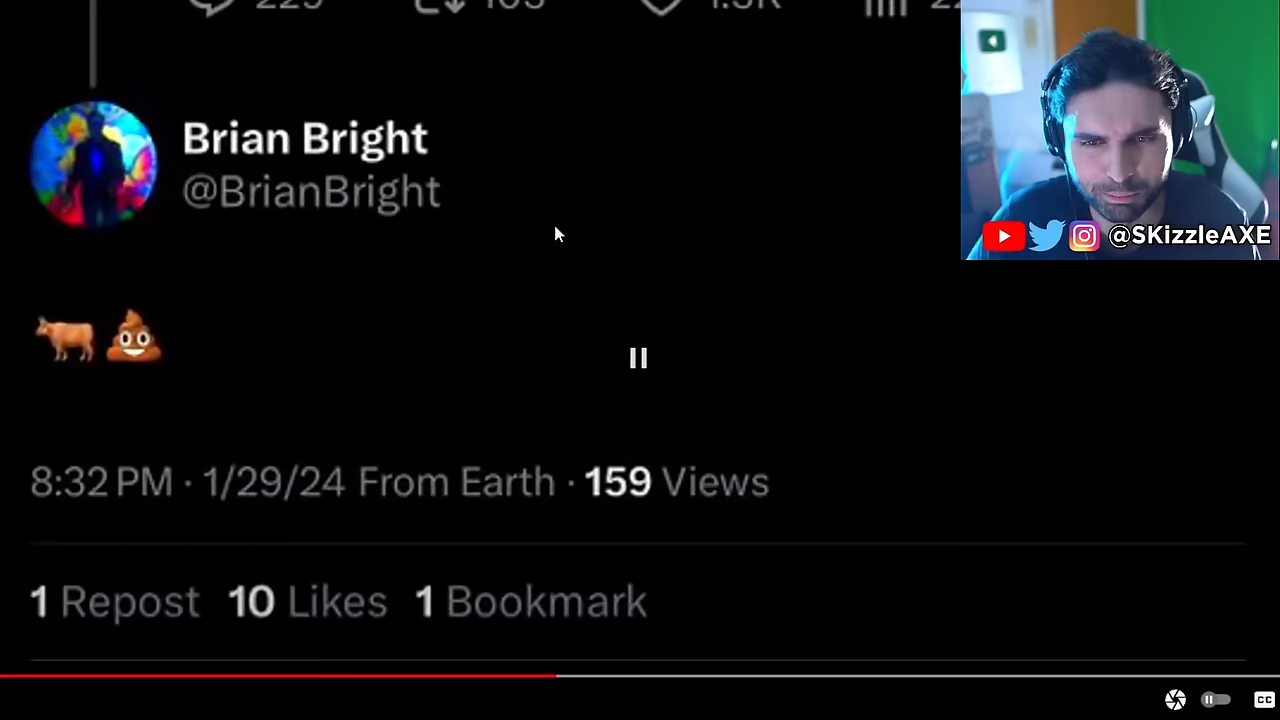 Brian Bright
@BrianBright
@SKizzleAXE
8:32 PM · 1/29/24 From Earth · 159 Views
1 Repost 10 Likes 1 Bookmark
CC